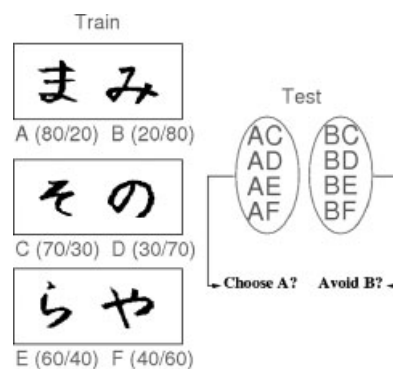 Train
まみ
A (80/20) B (20/80)
その
C (70/30) D (30/70)
らや
E (60/40) F (40/60)
Test
AC
AD
AE
AF
BC
BD
BE
BF
Choose A?
Avoid B?